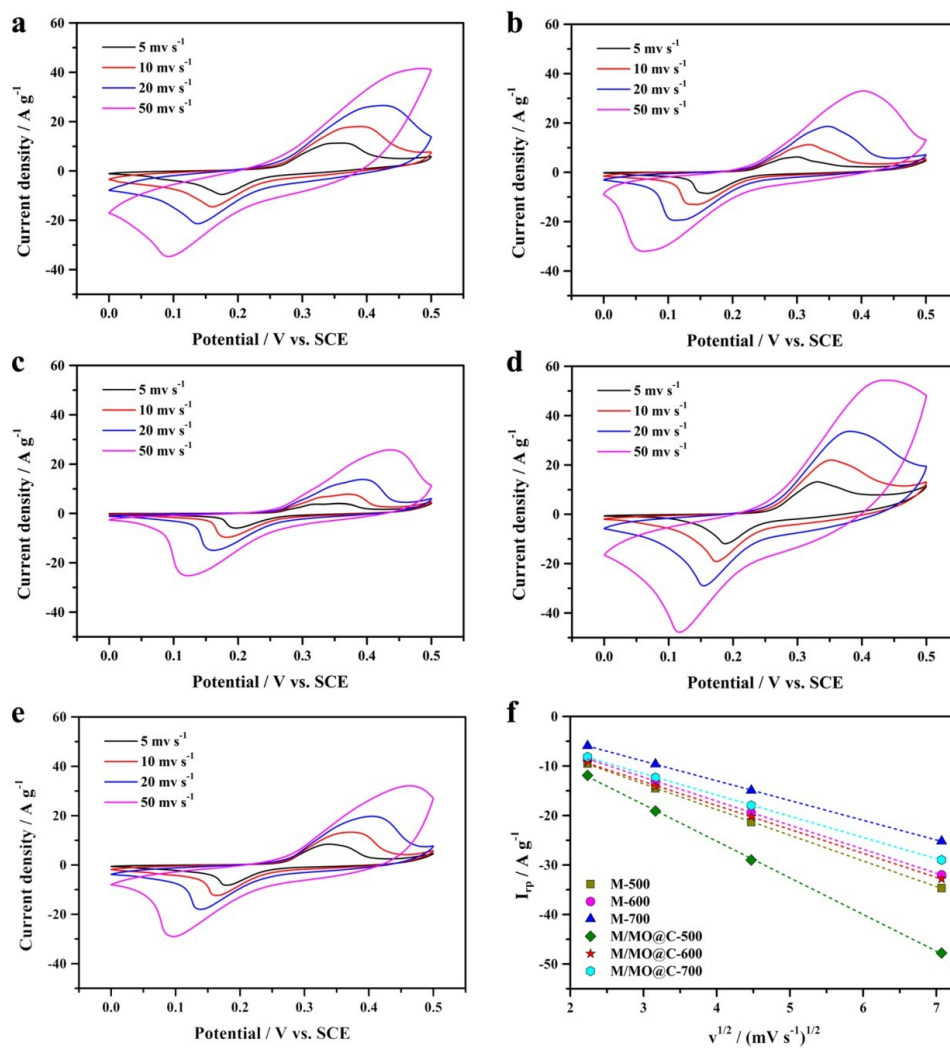 a
5 mv s⁻¹
10 mv s⁻¹
20 mv s⁻¹
50 mv s⁻¹
Current density / A g⁻¹
60
40
20
0
-20
-40
0.0 0.1 0.2 0.3 0.4 0.5
Potential / V vs. SCE
b
5 mv s⁻¹
10 mv s⁻¹
20 mv s⁻¹
50 mv s⁻¹
Current density / A g⁻¹
60
40
20
0
-20
-40
0.0 0.1 0.2 0.3 0.4 0.5
Potential / V vs. SCE
c
5 mv s⁻¹
10 mv s⁻¹
20 mv s⁻¹
50 mv s⁻¹
Current density / A g⁻¹
60
40
20
0
-20
-40
0.0 0.1 0.2 0.3 0.4 0.5
Potential / V vs. SCE
d
5 mv s⁻¹
10 mv s⁻¹
20 mv s⁻¹
50 mv s⁻¹
Current density / A g⁻¹
60
40
20
0
-20
-40
0.0 0.1 0.2 0.3 0.4 0.5
Potential / V vs. SCE
e
5 mv s⁻¹
10 mv s⁻¹
20 mv s⁻¹
50 mv s⁻¹
Current density / A g⁻¹
60
40
20
0
-20
-40
0.0 0.1 0.2 0.3 0.4 0.5
Potential / V vs. SCE
f
I_rp / A g⁻¹
0
-10
-20
-30
-40
-50
M-500
M-600
M-700
M/MO@C-500
M/MO@C-600
M/MO@C-700
2 3 4 5 6 7
v^1/2 / (mV s⁻¹)^1/2